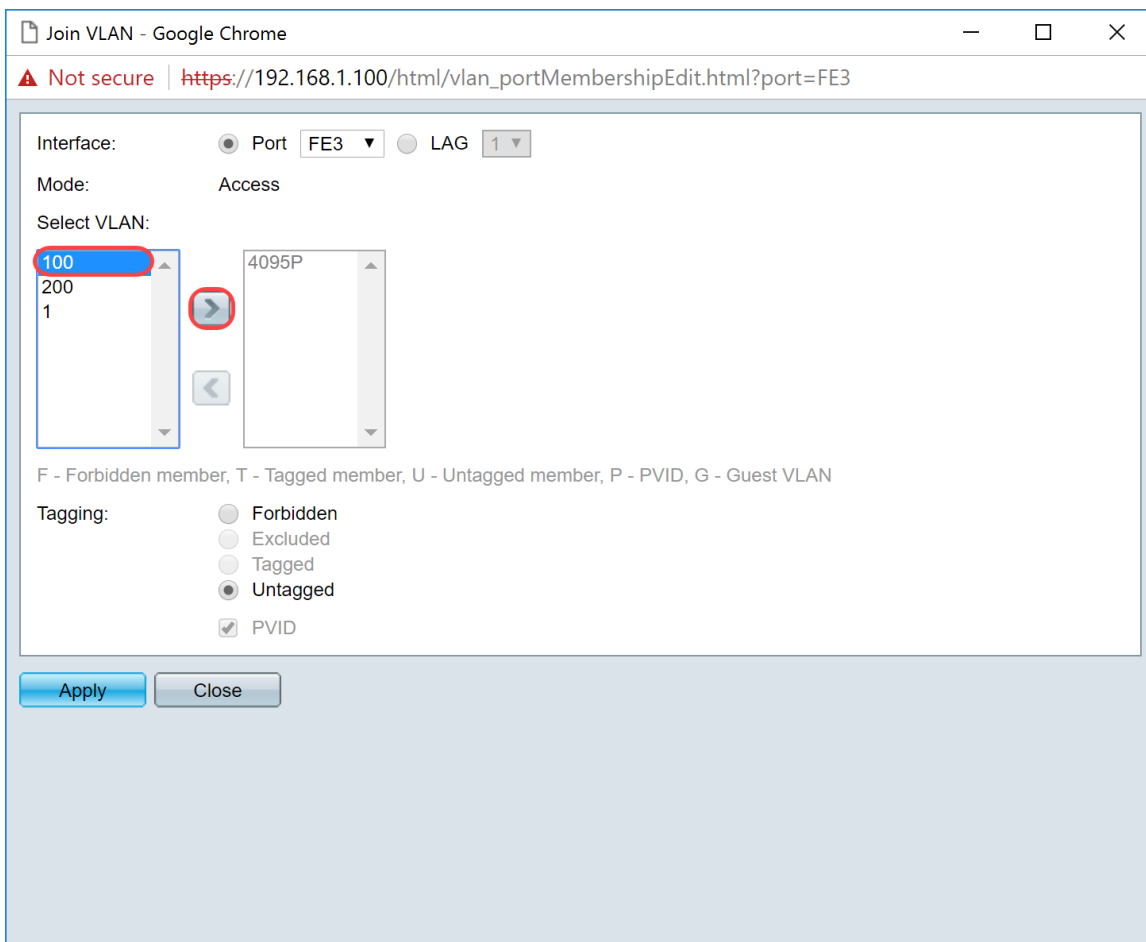 Join VLAN - Google Chrome
Not secure https://192.168.1.100/html/vlan_portMembershipEdit.html?port=FE3
Interface: Port FE3 LAG 1
Mode: Access
Select VLAN:
100 4095P
200
1
F - Forbidden member, T - Tagged member, U - Untagged member, P - PVID, G - Guest VLAN
Tagging: Forbidden
Excluded
Tagged
Untagged
PVID
Apply Close